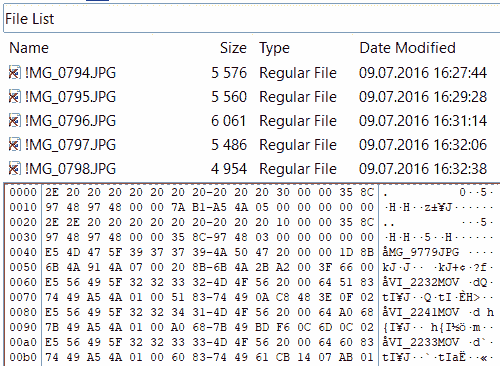 File List
Name Size Type Date Modified
!MG_0794.JPG 5 576 Regular File 09.07.2016 16:27:44
!MG_0795.JPG 5 560 Regular File 09.07.2016 16:29:28
!MG_0796.JPG 6 061 Regular File 09.07.2016 16:31:14
!MG_0797.JPG 5 486 Regular File 09.07.2016 16:32:06
!MG_0798.JPG 4 954 Regular File 09.07.2016 16:32:38
0000 2E 20 20 20 20 20 20 20-20 20 20 30 00 00 35 8C .          0··5·
0010 97 48 97 48 00 00 7A B1-A5 4A 05 00 00 00 00 00 ·H·H··z±¥J······
0020 2E 2E 20 20 20 20 20 20-20 20 20 10 00 00 35 8C ..         ···5·
0030 97 48 97 48 00 00 35 8C-97 48 03 00 00 00 00 00 ·H·H··5··H······
0040 E5 4D 47 5F 39 37 37 39-4A 50 47 20 00 00 1D 8B åMG_9779JPG ····
0050 6B 4A 91 4A 07 00 20 8B-6B 4A 2B A2 00 3F 66 00 kJ·J·· ·kJ+¢·?f·
0060 E5 56 49 5F 32 32 33 32-4D 4F 56 20 00 64 51 83 åVI_2232MOV ·dQ·
0070 74 49 A5 4A 01 00 51 83-74 49 0A C8 48 3E 0F 02 tI¥J··Q·tI·ÈH>··
0080 E5 56 49 5F 32 32 34 31-4D 4F 56 20 00 64 A0 68 åVI_2241MOV ·d h
0090 7B 49 A5 4A 01 00 A0 68-7B 49 BD F6 0C 6D 0C 02 {I¥J·· h{I½ö·m··
00a0 E5 56 49 5F 32 32 33 33-4D 4F 56 20 00 64 60 83 åVI_2233MOV ·d`·
00b0 74 49 A5 4A 01 00 60 83-74 49 61 CB 14 07 AB 01 tI¥J··`·tIaË··«·